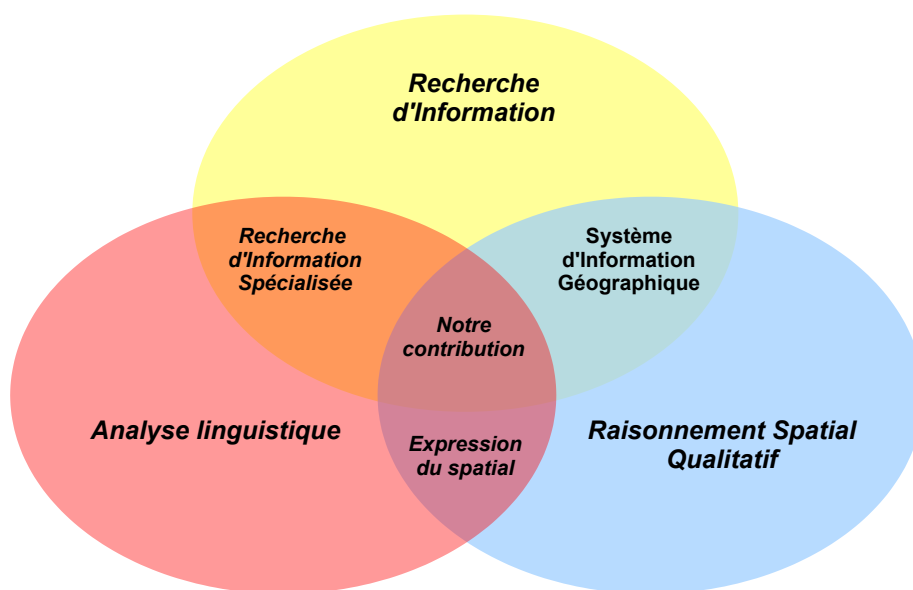 Recherche
d'Information
Recherche
d'Information
Spécialisée
Système
d'Information
Géographique
Notre
contribution
Analyse linguistique
Expression
du spatial
Raisonnement Spatial
Qualitatif